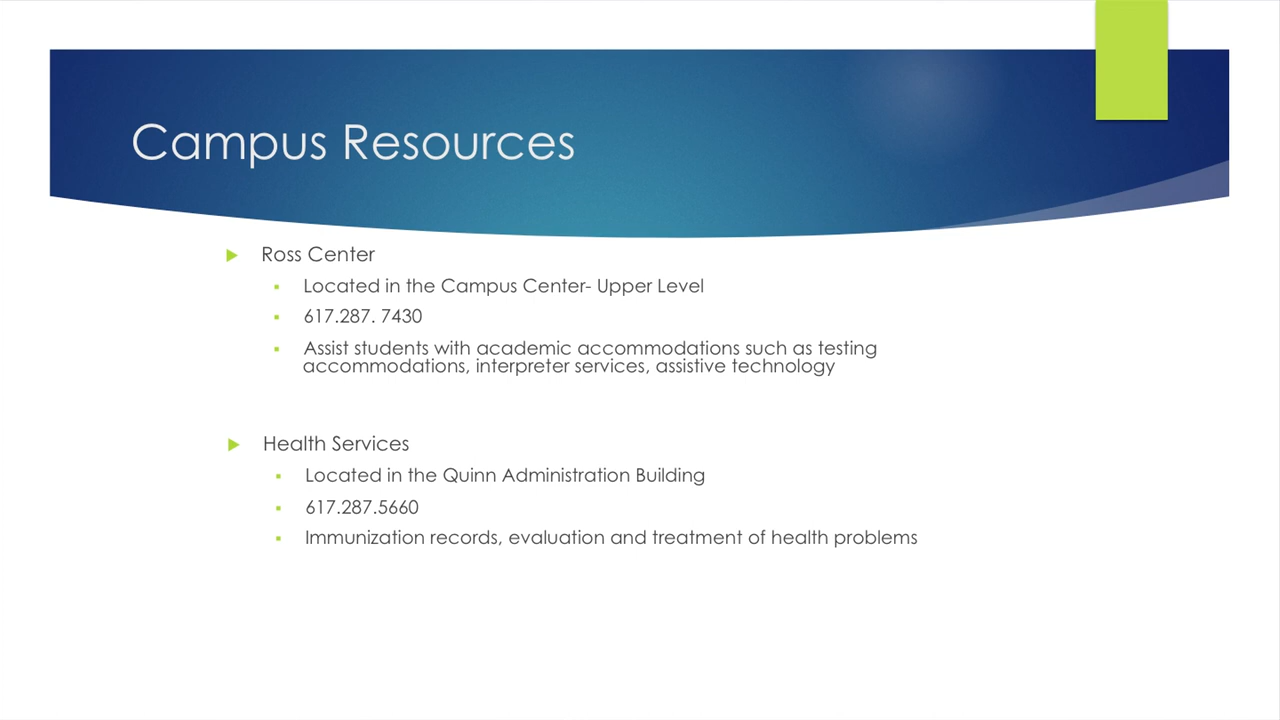 Campus Resources
Ross Center
Located in the Campus Center- Upper Level
617.287. 7430
Assist students with academic accommodations such as testing
accommodations, interpreter services, assistive technology
Health Services
Located in the Quinn Administration Building
617.287.5660
Immunization records, evaluation and treatment of health problems